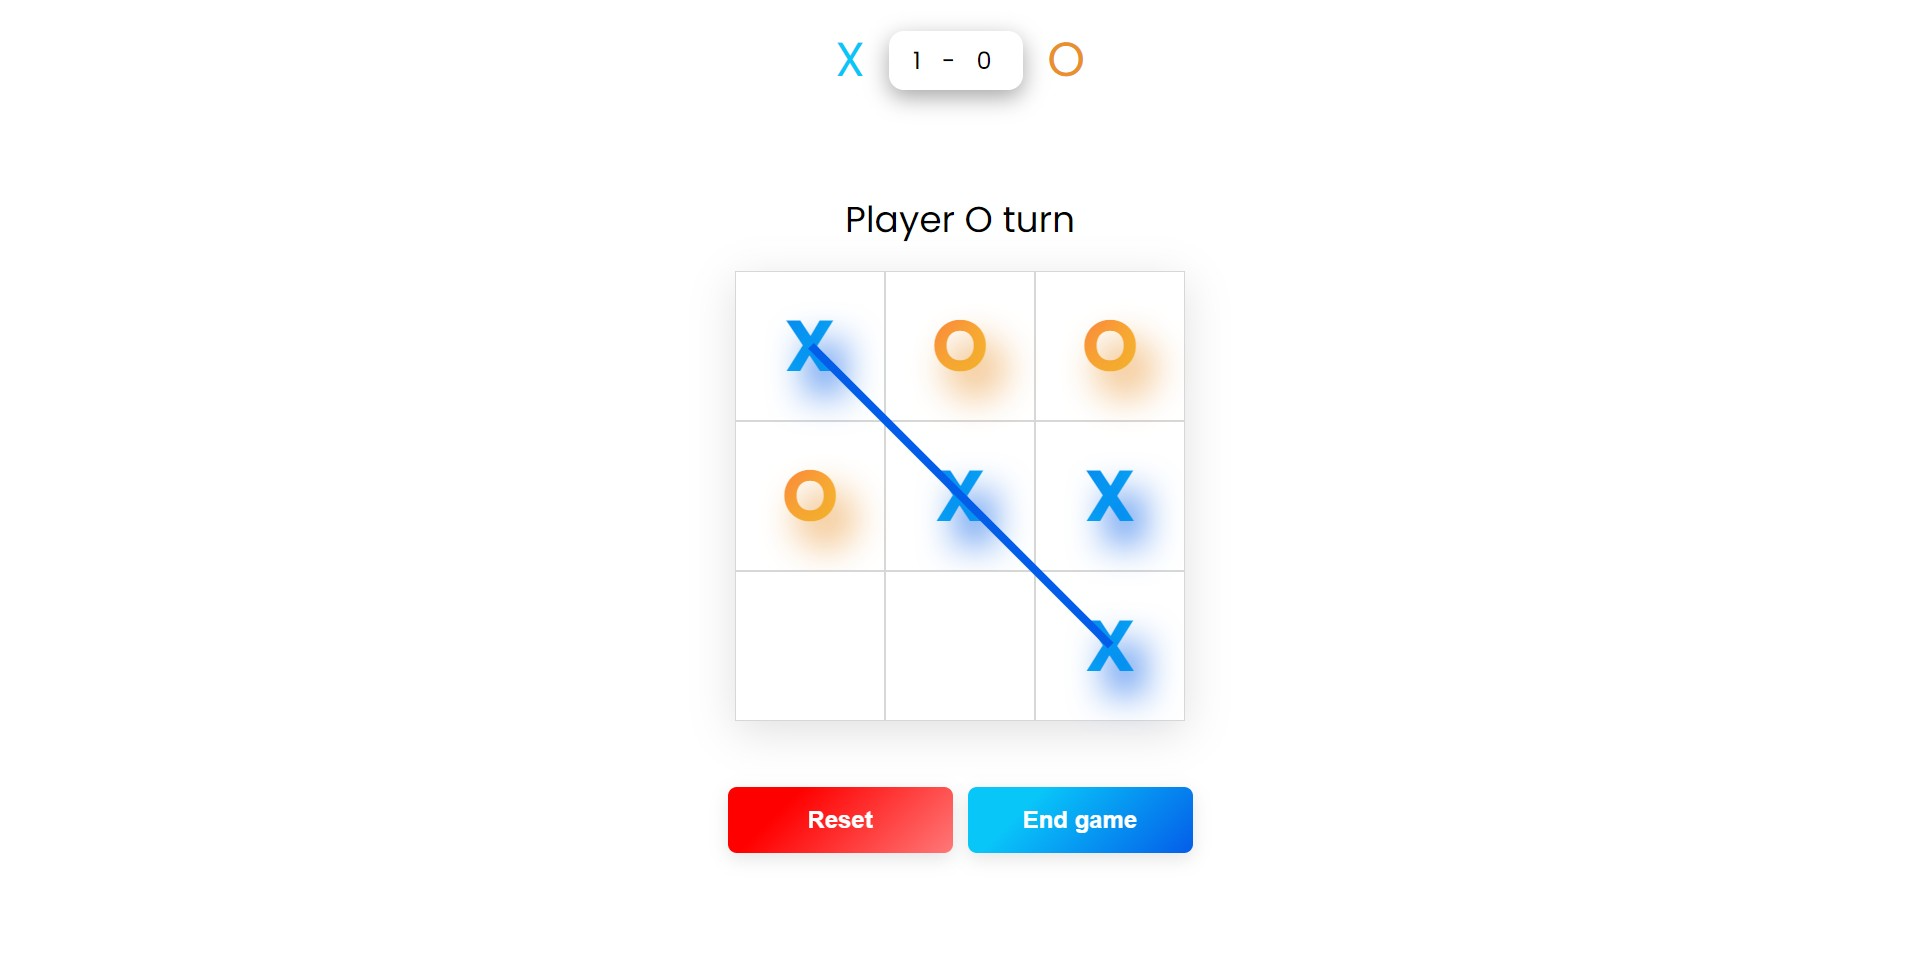 X 1 - 0 O
Player O turn
X O O
O X X
X
Reset End game